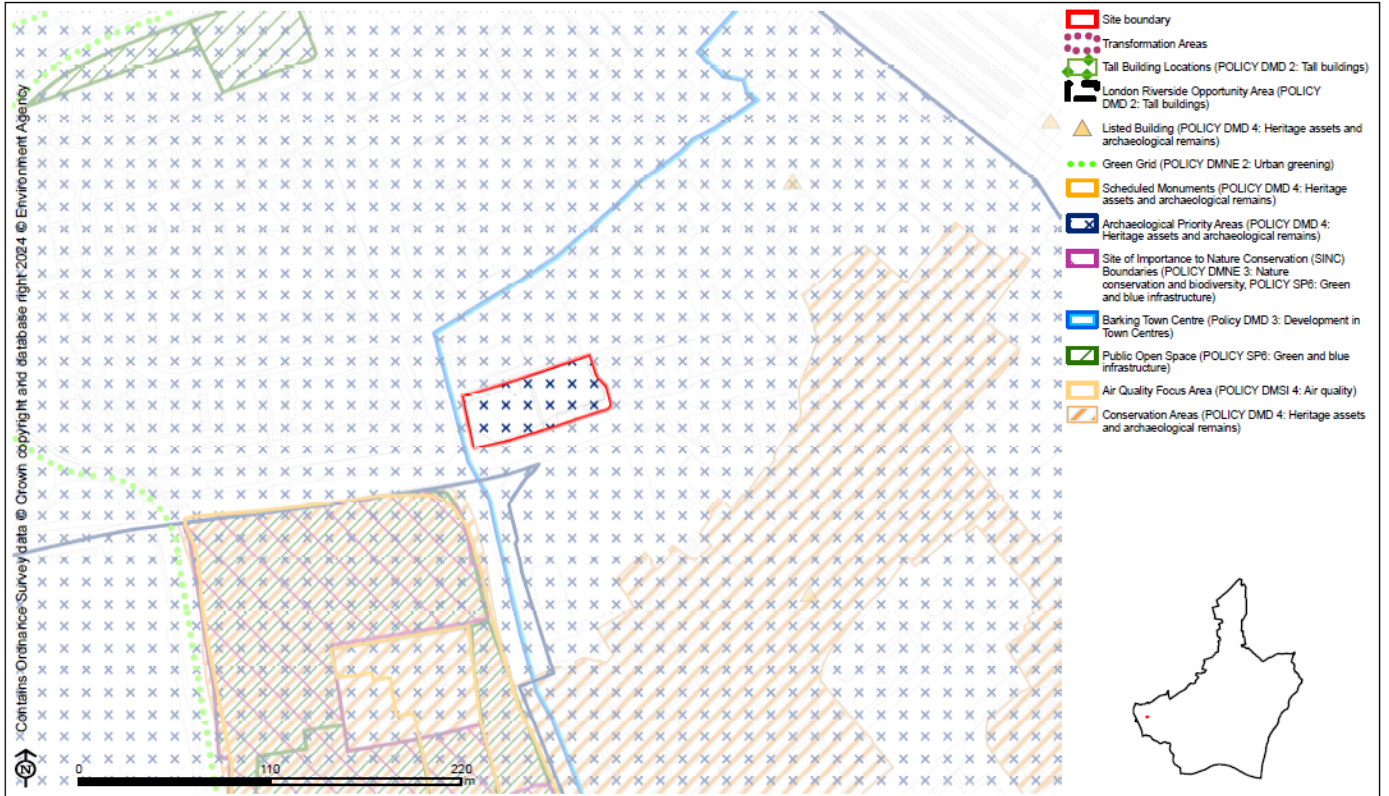 Contains Ordnance Survey data © Crown copyright and database right 2024 © Environment Agency
Site boundary
Transformation Areas
Tall Building Locations (POLICY DMD 2: Tall buildings)
London Riverside Opportunity Area (POLICY
DMD 2: Tall buildings)
Listed Building (POLICY DMD 4: Heritage assets and
archaeological remains)
Green Grid (POLICY DMNE 2: Urban greening)
Scheduled Monuments (POLICY DMD 4: Heritage
assets and archaeological remains)
Archaeological Priority Areas (POLICY DMD 4:
Heritage assets and archaeological remains)
Site of Importance to Nature Conservation (SINC)
Boundaries (POLICY DMNE 3: Nature
conservation and biodiversity, POLICY SP6: Green
and blue infrastructure)
Barking Town Centre (Policy DMD 3: Development in
Town Centres)
Public Open Space (POLICY SP6: Green and blue
infrastructure)
Air Quality Focus Area (POLICY DMSI 4: Air quality)
Conservation Areas (POLICY DMD 4: Heritage assets
and archaeological remains)
N
0 110 220
m